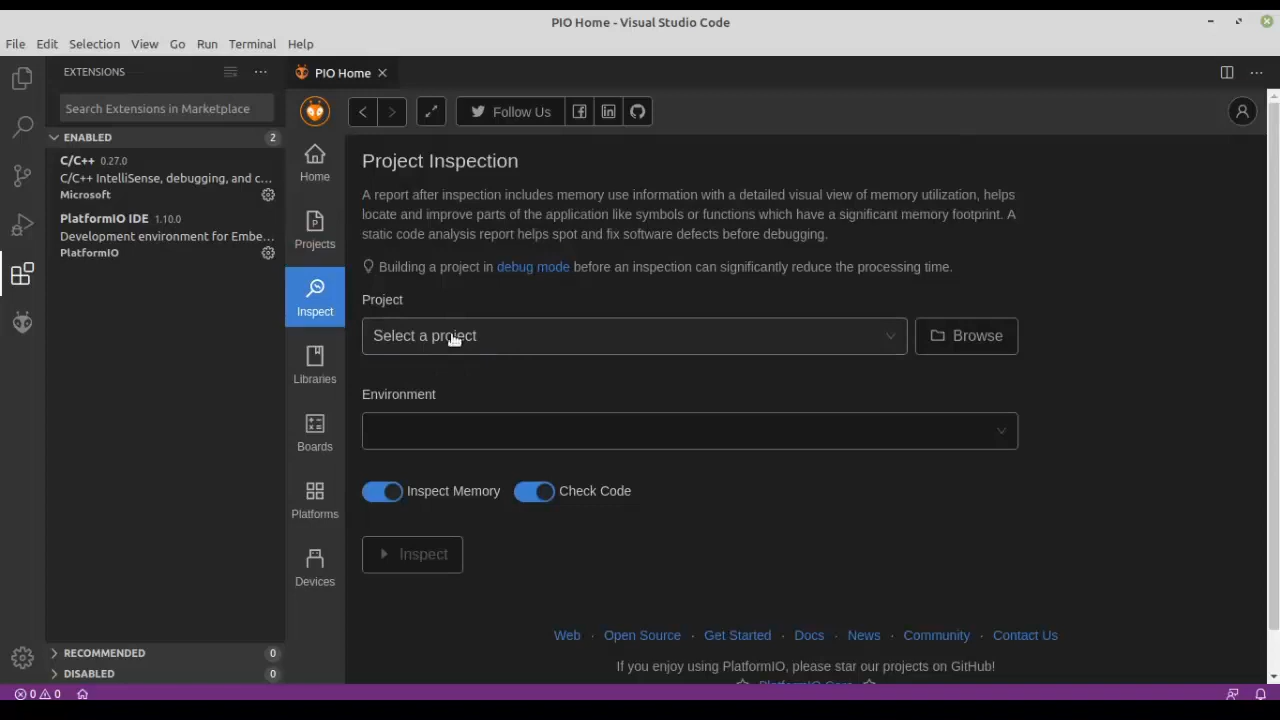 PIO Home - Visual Studio Code
File Edit Selection View Go Run Terminal Help
EXTENSIONS
Search Extensions in Marketplace
ENABLED 2
C/C++ 0.27.0
C/C++ IntelliSense, debugging, and c...
Microsoft
PlatformIO IDE 1.10.0
Development environment for Embe...
PlatformIO
RECOMMENDED 0
DISABLED 0
PIO Home
Follow Us
Home
Projects
Inspect
Libraries
Boards
Platforms
Devices
Project Inspection
A report after inspection includes memory use information with a detailed visual view of memory utilization, helps
locate and improve parts of the application like symbols or functions which have a significant memory footprint. A
static code analysis report helps spot and fix software defects before debugging.
Building a project in debug mode before an inspection can significantly reduce the processing time.
Project
Select a project
Browse
Environment
Inspect Memory Check Code
Inspect
Web · Open Source · Get Started · Docs · News · Community · Contact Us
If you enjoy using PlatformIO, please star our projects on GitHub!
PlatformIO Core
0 0